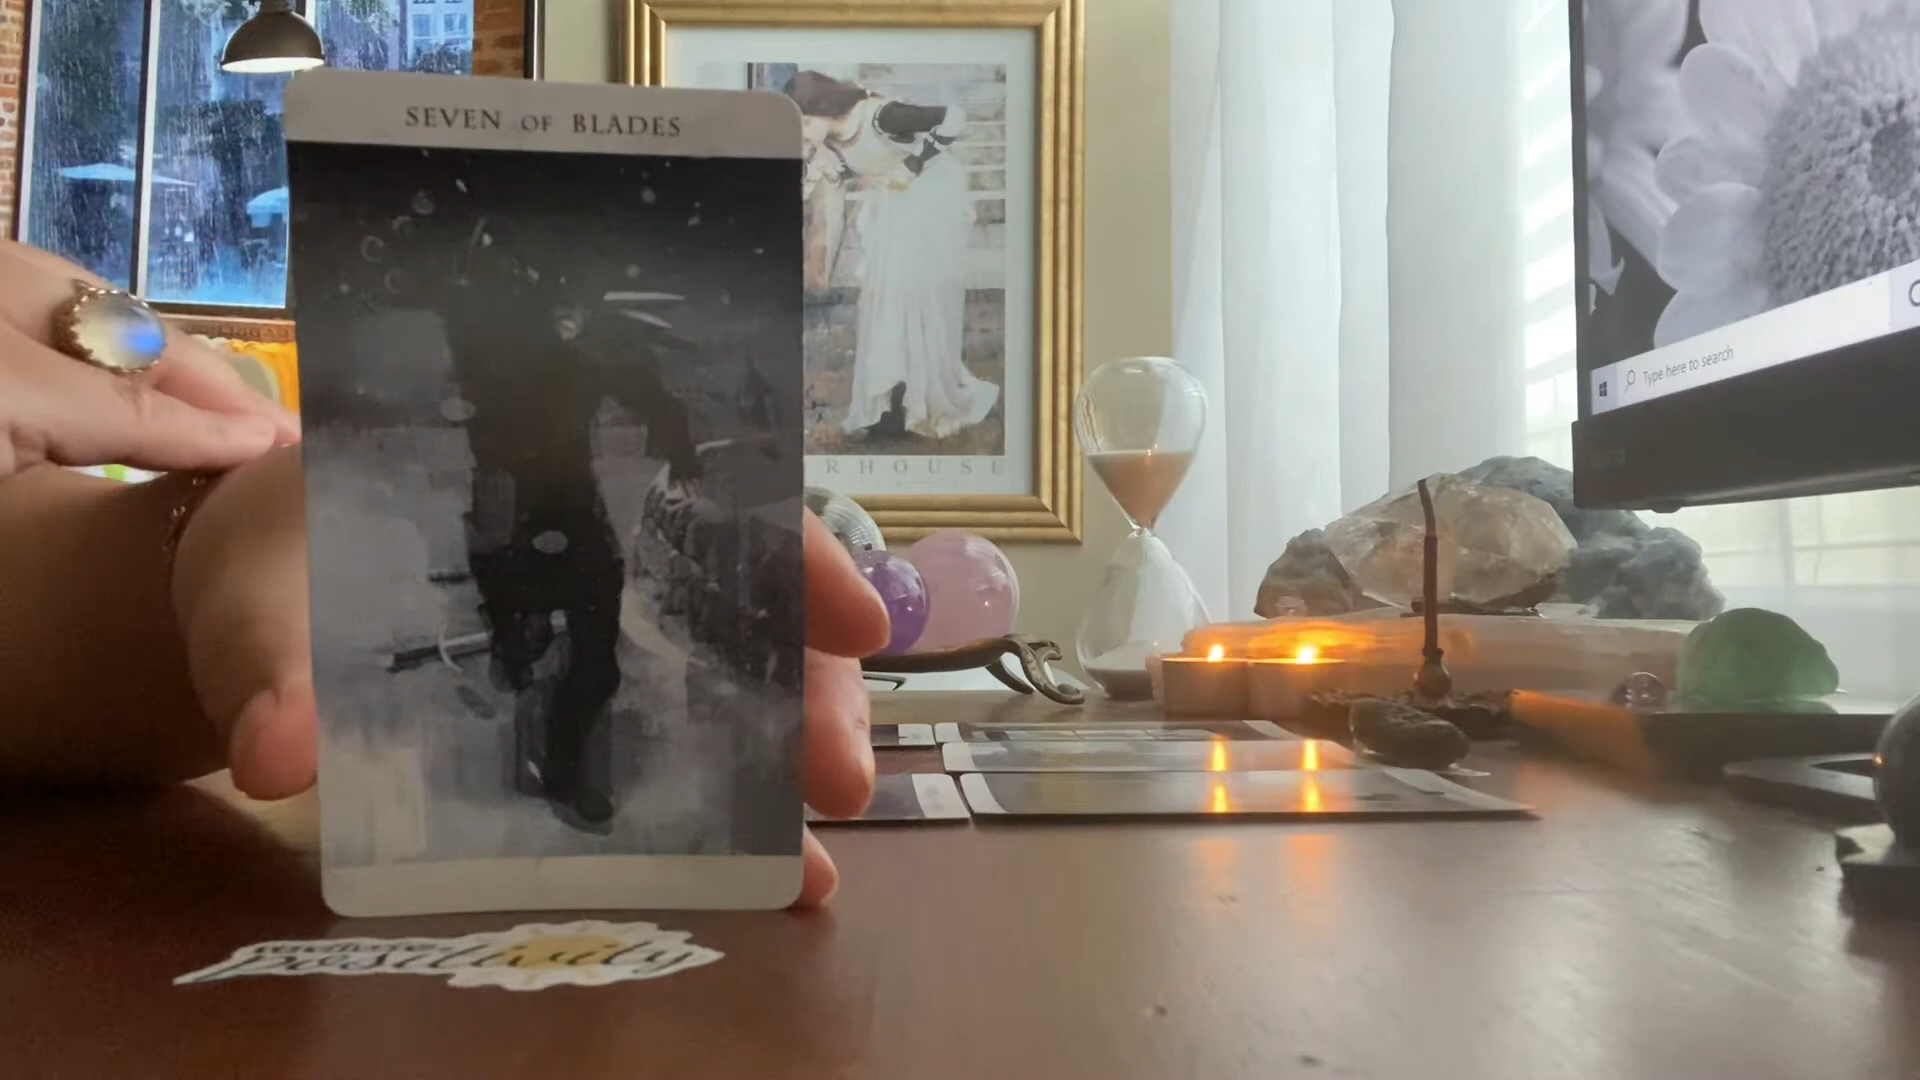 SEVEN OF BLADES
RHOUSE
Type here to search
positivity